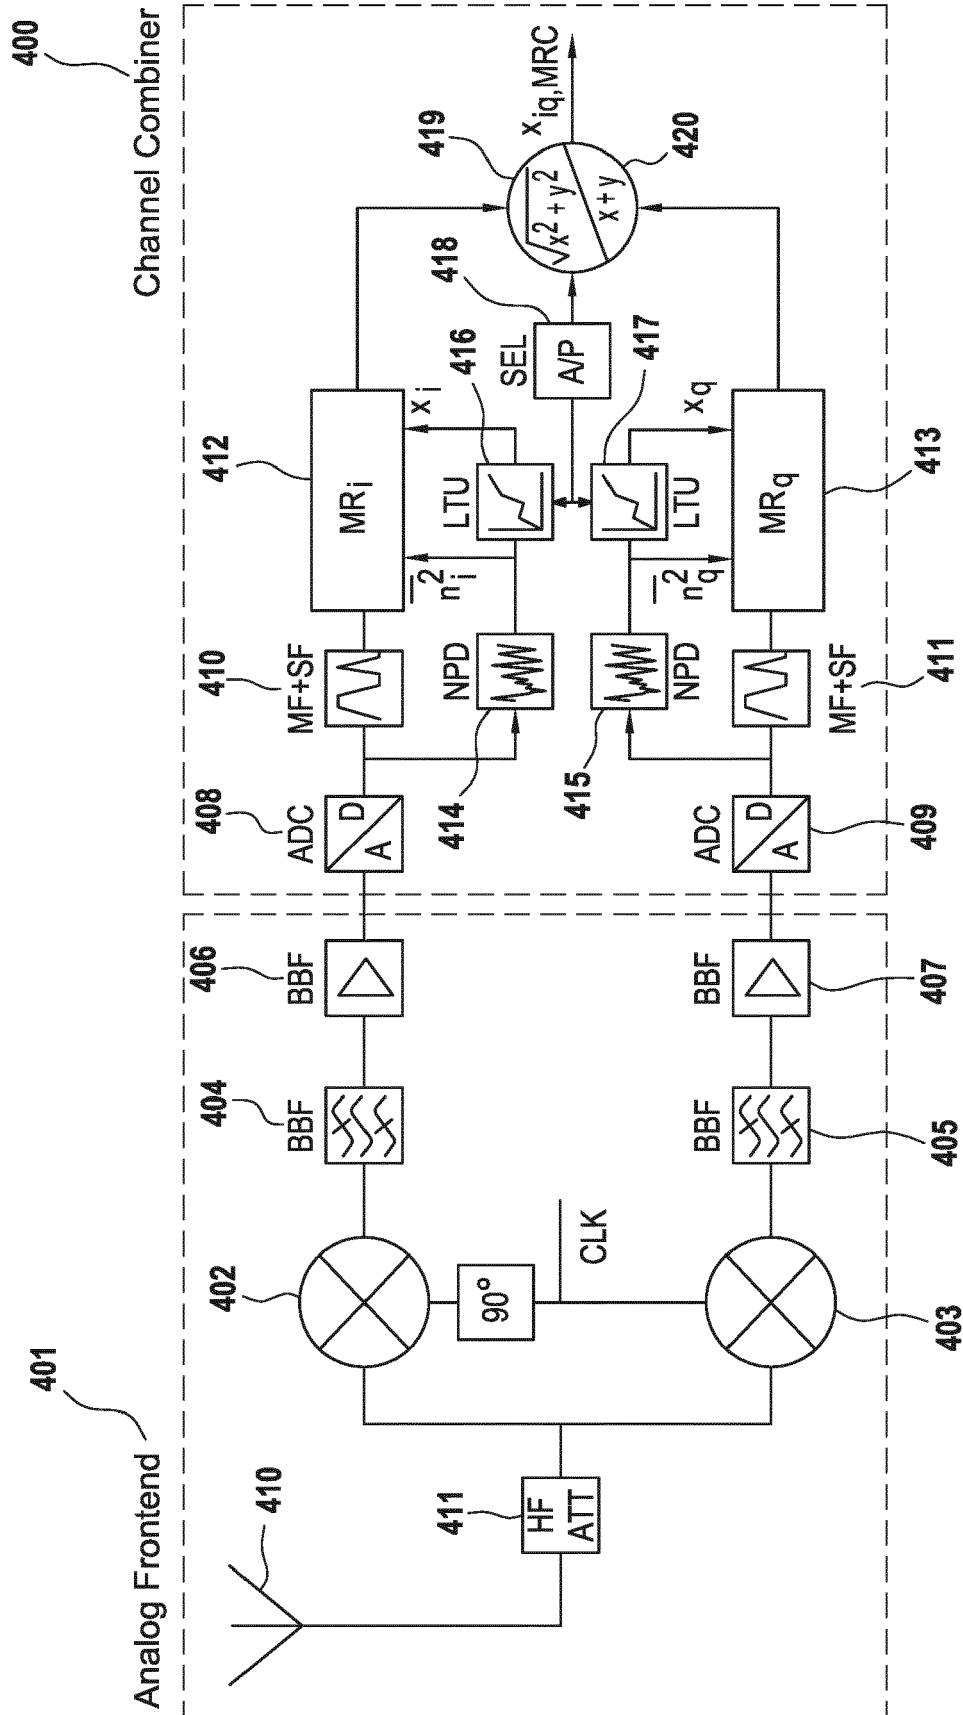 400
Channel Combiner
401
Analog Frontend
410
411
HF
ATT
402
90°
CLK
403
404
BBF
406
BBF
BBF
405
BBF
407
408
ADC
A
D
ADC
A
D
409
410
MF+SF
NPD
414
415
NPD
MF+SF
411
412
MRi
n̅²i
xi
LTU
416
417
LTU
n̅²q
xq
MRq
413
SEL
A/P
418
419
√x²+y²
x+y
420
xiq,MRC